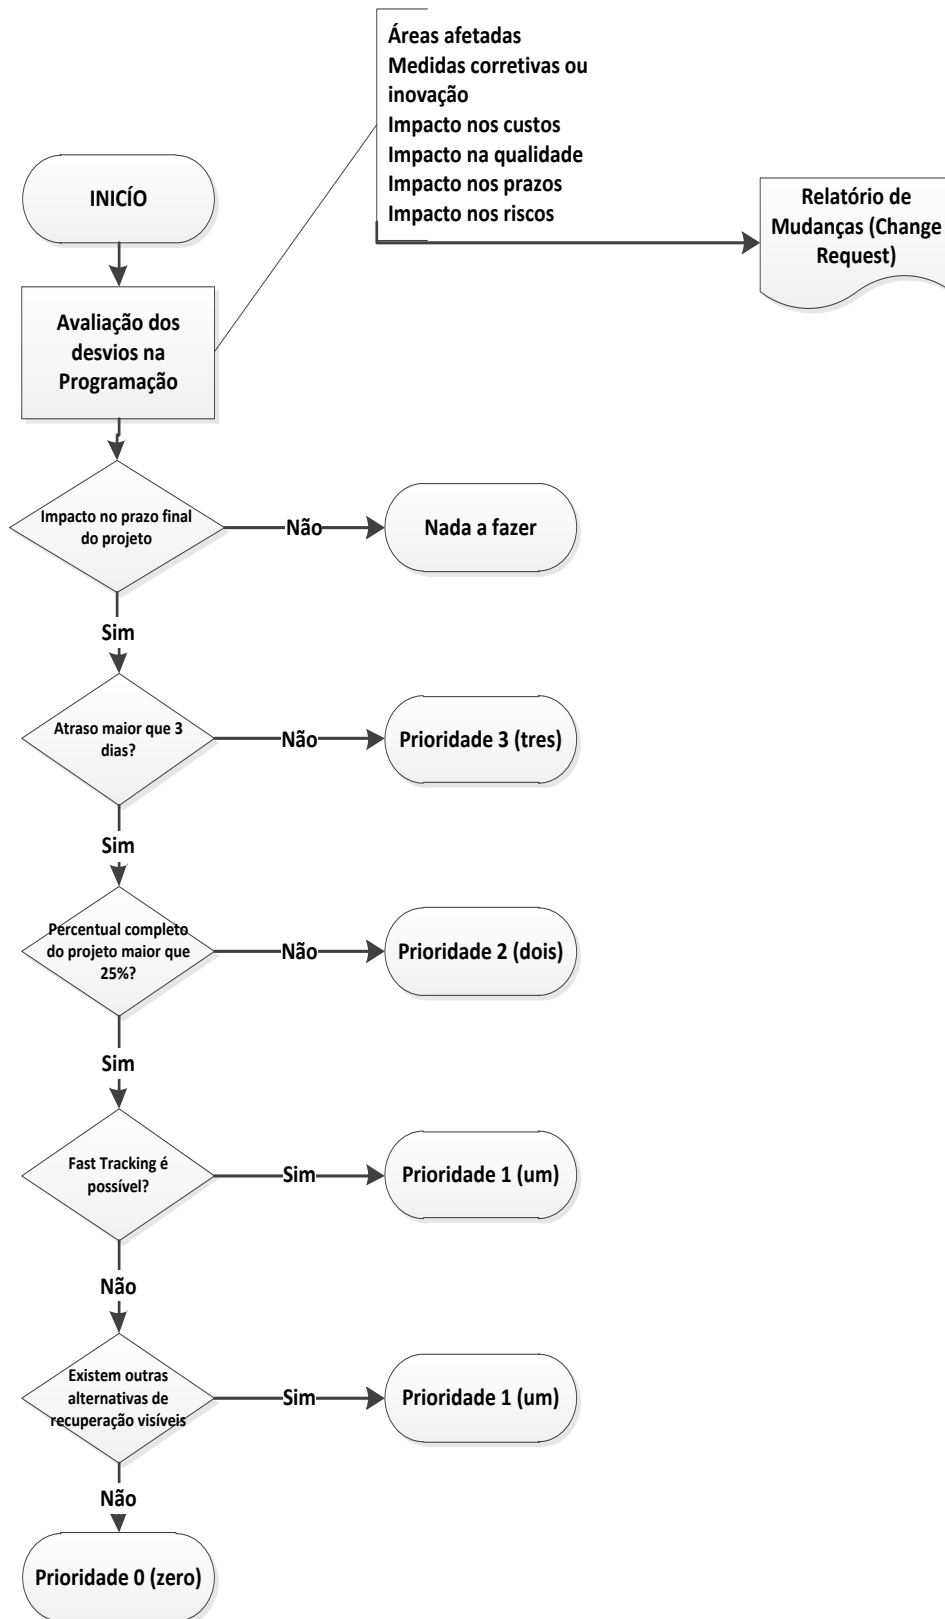 Áreas afetadas
Medidas corretivas ou
inovação
Impacto nos custos
Impacto na qualidade
Impacto nos prazos
Impacto nos riscos
Relatório de
Mudanças (Change
Request)
INICÍO
Avaliação dos
desvios na
Programação
Impacto no prazo final
do projeto
Não
Nada a fazer
Sim
Atraso maior que 3
dias?
Não
Prioridade 3 (tres)
Sim
Percentual completo
do projeto maior que
25%?
Não
Prioridade 2 (dois)
Sim
Fast Tracking é
possível?
Sim
Prioridade 1 (um)
Não
Existem outras
alternativas de
recuperação visíveis
Sim
Prioridade 1 (um)
Não
Prioridade 0 (zero)